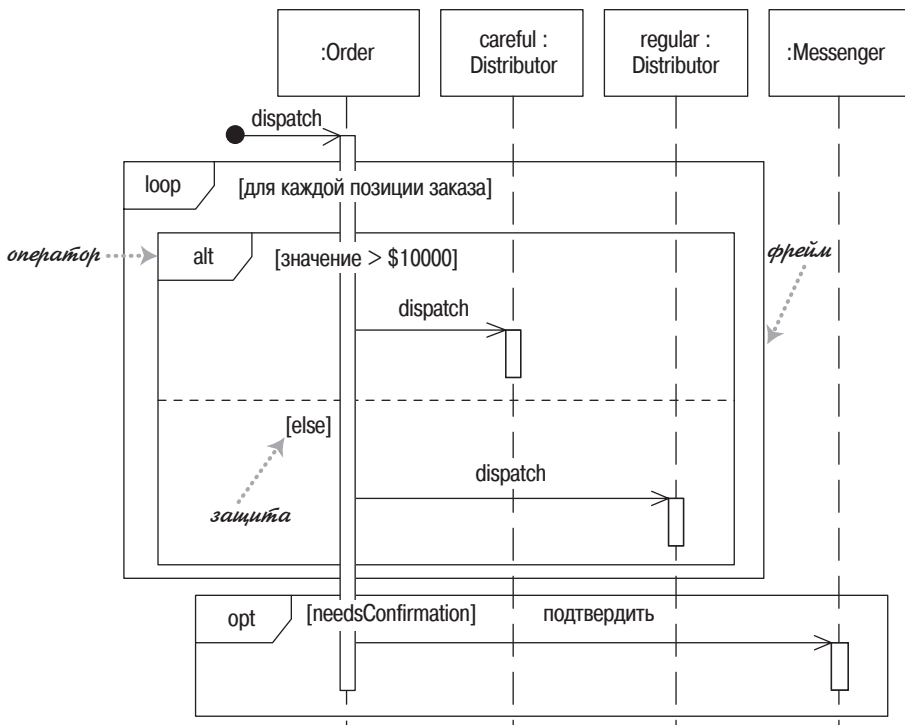 :Order
careful :
Distributor
regular :
Distributor
:Messenger
dispatch
loop
[для каждой позиции заказа]
оператор
alt
[значение > $10000]
фрейм
dispatch
[else]
dispatch
защита
opt
[needsConfirmation]
подтвердить